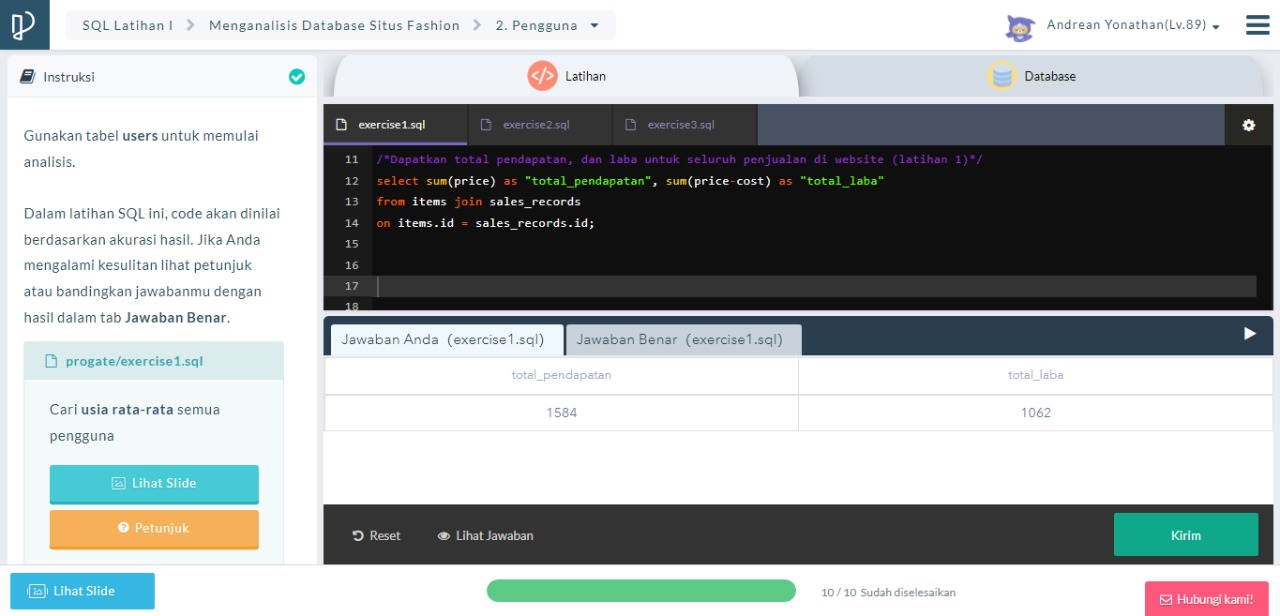 SQL Latihan I > Menganalisis Database Situs Fashion > 2. Pengguna
Andrean Yonathan(Lv.89)
Instruksi
Gunakan tabel users untuk memulai
analisis.
Dalam latihan SQL ini, code akan dinilai
berdasarkan akurasi hasil. Jika Anda
mengalami kesulitan lihat petunjuk
atau bandingkan jawabanmu dengan
hasil dalam tab Jawaban Benar.
progate/exercise1.sql
Cari usia rata-rata semua
pengguna
Lihat Slide
Petunjuk
Latihan
Database
exercise1.sql
exercise2.sql
exercise3.sql
11 /*Dapatkan total pendapatan, dan laba untuk seluruh penjualan di website (latihan 1)*/
12 select sum(price) as "total_pendapatan", sum(price-cost) as "total_laba"
13 from items join sales_records
14 on items.id = sales_records.id;
15
16
17
18
Jawaban Anda (exercise1.sql)
Jawaban Benar (exercise1.sql)
total_pendapatan total_laba
1584 1062
Reset
Lihat Jawaban
Kirim
Lihat Slide
10 / 10 Sudah diselesaikan
Hubungi kami!